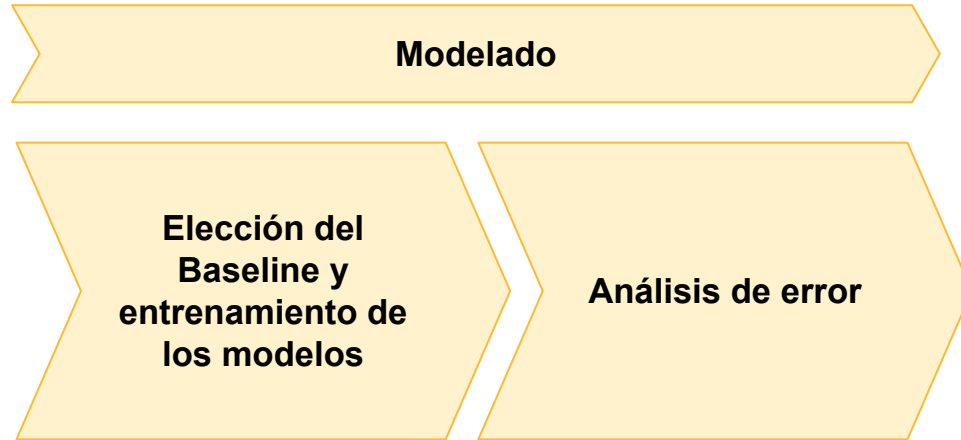 Modelado
Elección del
Baseline y
entrenamiento de
los modelos
Análisis de error